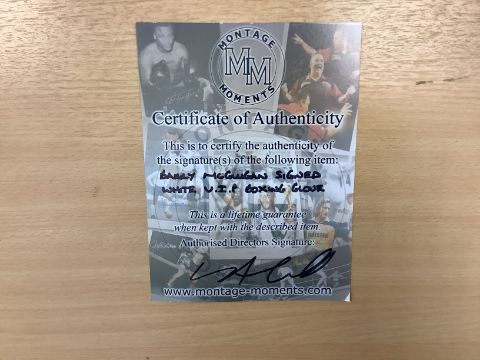 MONTAGE
MM
MOMENTS
Certificate of Authenticity
This is to certify the authenticity of
the signature(s) of the following item:
BARRY McGUIGAN SIGNED
WHITE V.I.P BOXING GLOVE
This is a lifetime guarantee
when kept with the described item.
Authorised Directors Signature:
www.montage-moments.com